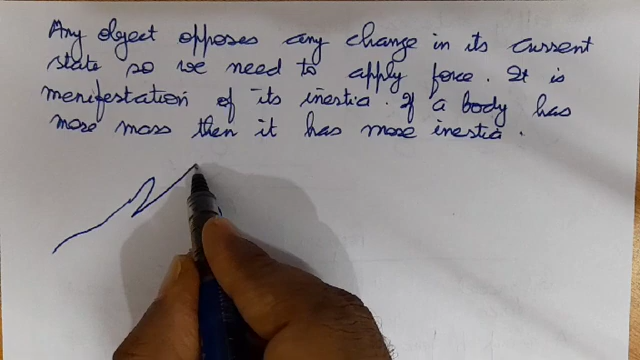 Any object opposes any change in its current
state so we need to apply force. It is
menifestation of its inertia. If a body has
more mass then it has more inertia.